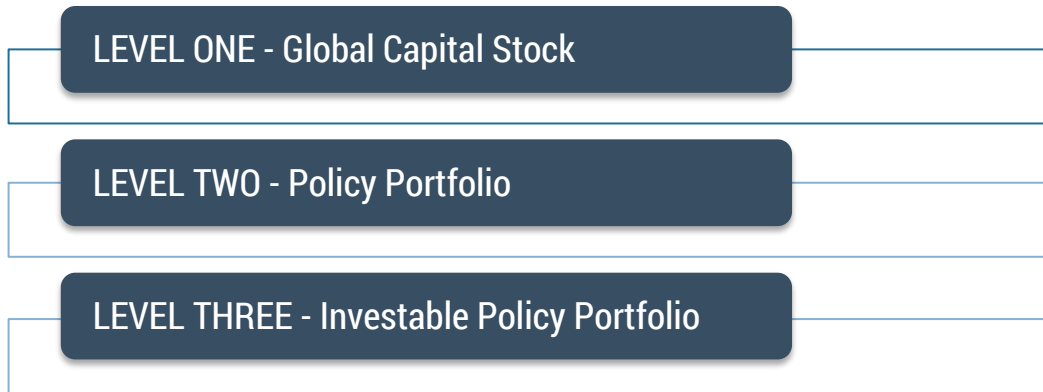 LEVEL ONE - Global Capital Stock
LEVEL TWO - Policy Portfolio
LEVEL THREE - Investable Policy Portfolio